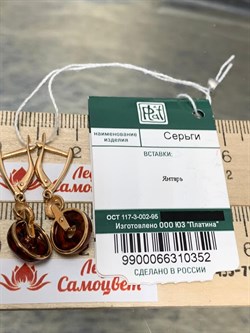 PLat
наименование
изделия
Серьги
ВСТАВКИ:
Янтарь
ОСТ 117-3-002-95
Изготовлено ООО ЮЗ "Платина"
9900066310352
СДЕЛАНО В РОССИИ
Самоцвет
Самоцвет